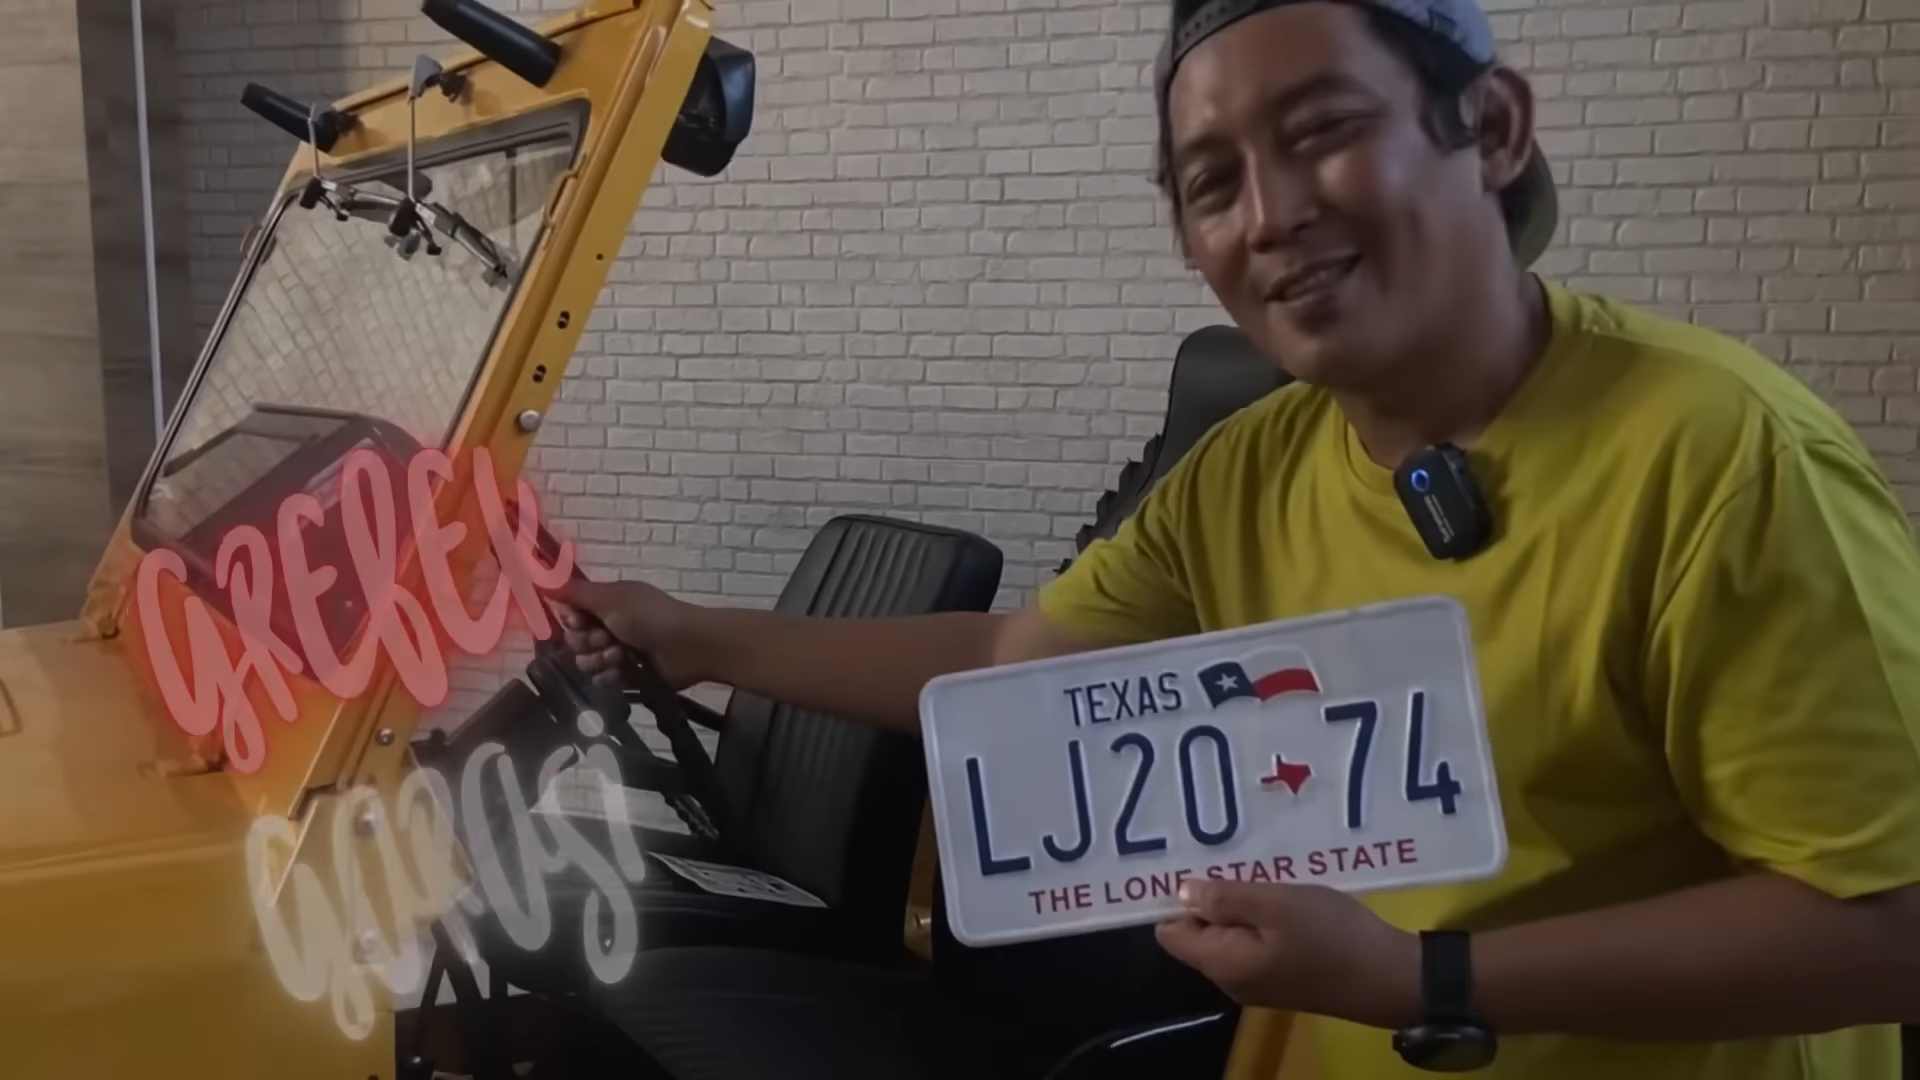 GREBEK
GARASI
TEXAS
LJ20 74
THE LONE STAR STATE